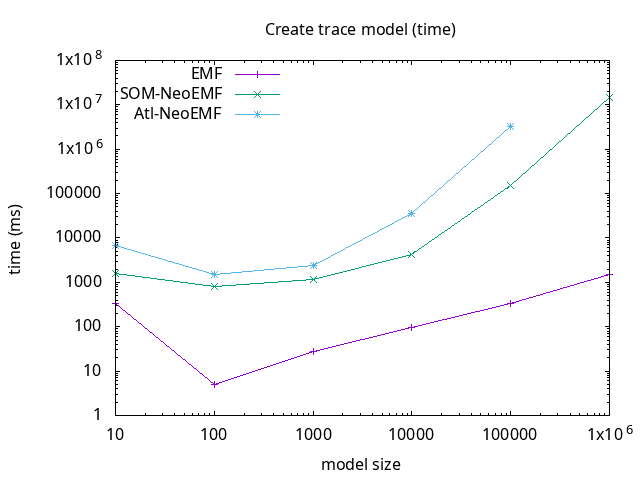 Create trace model (time)
EMF
SOM-NeoEMF
Atl-NeoEMF
1x10^8
1x10^7
1x10^6
100000
10000
1000
100
10
1
time (ms)
10 100 1000 10000 100000 1x10^6
model size